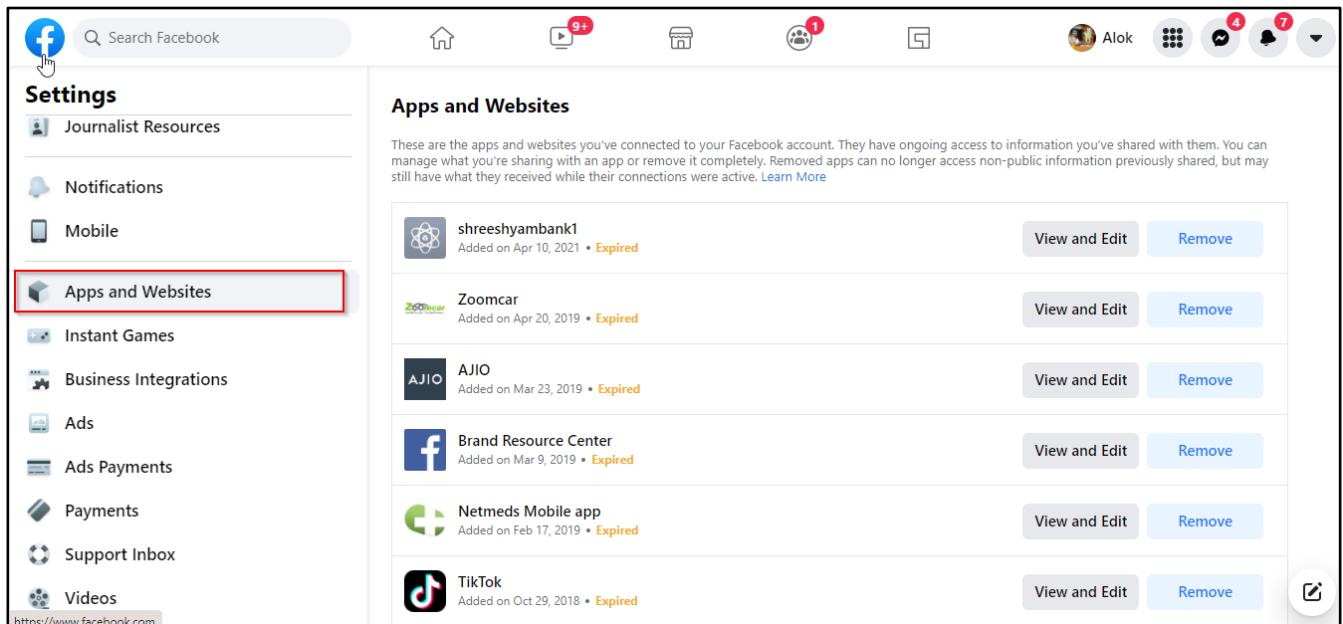 Search Facebook
9+
1
Alok
4
7
Settings
Journalist Resources
Notifications
Mobile
Apps and Websites
Instant Games
Business Integrations
Ads
Ads Payments
Payments
Support Inbox
Videos
https://www.facebook.com
Apps and Websites
These are the apps and websites you've connected to your Facebook account. They have ongoing access to information you've shared with them. You can
manage what you're sharing with an app or remove it completely. Removed apps can no longer access non-public information previously shared, but may
still have what they received while their connections were active. Learn More
shreeshyambank1
Added on Apr 10, 2021 • Expired
View and Edit
Remove
Zoomcar
Zoomcar
Added on Apr 20, 2019 • Expired
View and Edit
Remove
AJIO
AJIO
Added on Mar 23, 2019 • Expired
View and Edit
Remove
Brand Resource Center
Added on Mar 9, 2019 • Expired
View and Edit
Remove
Netmeds Mobile app
Added on Feb 17, 2019 • Expired
View and Edit
Remove
TikTok
Added on Oct 29, 2018 • Expired
View and Edit
Remove